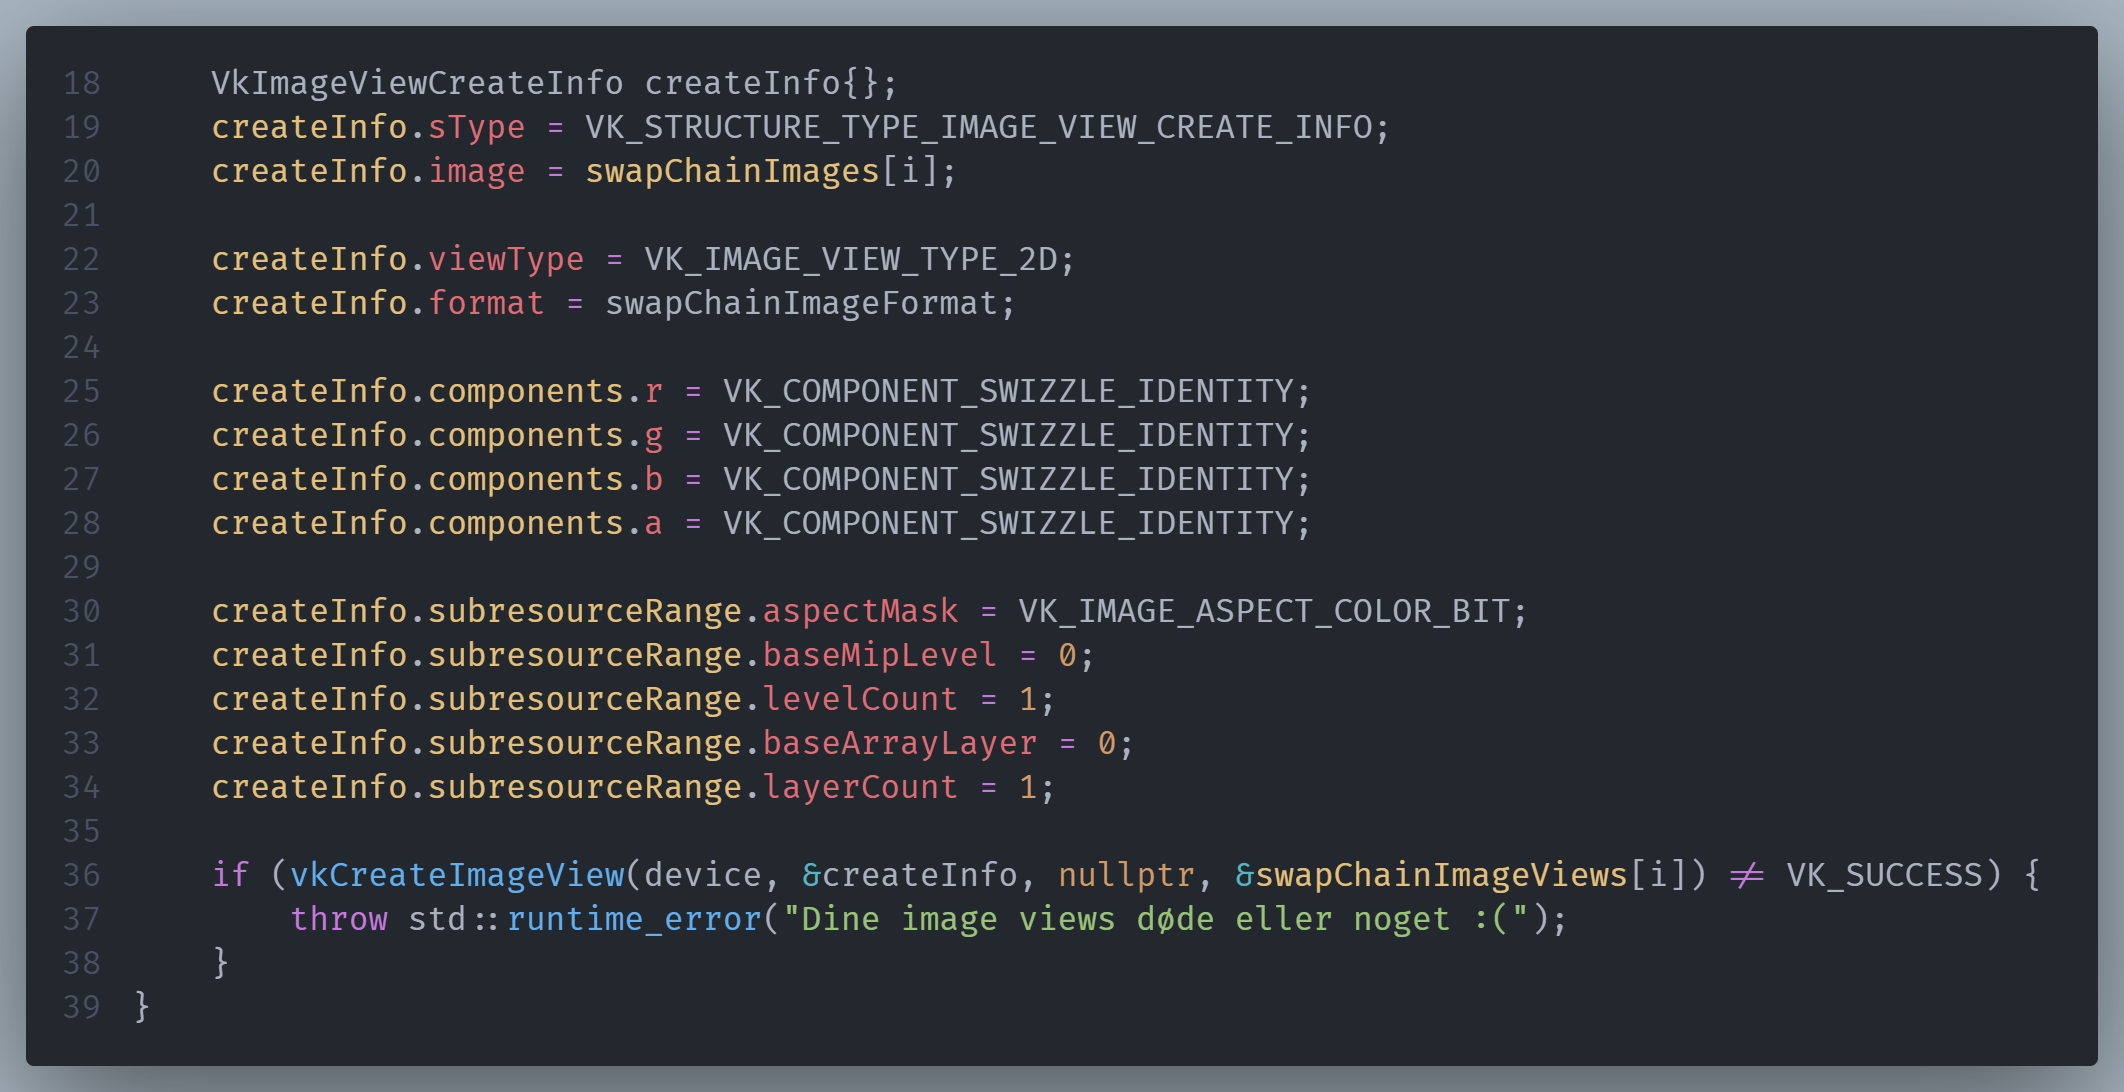 18 VkImageViewCreateInfo createInfo{};
19 createInfo.sType = VK_STRUCTURE_TYPE_IMAGE_VIEW_CREATE_INFO;
20 createInfo.image = swapChainImages[i];
21
22 createInfo.viewType = VK_IMAGE_VIEW_TYPE_2D;
23 createInfo.format = swapChainImageFormat;
24
25 createInfo.components.r = VK_COMPONENT_SWIZZLE_IDENTITY;
26 createInfo.components.g = VK_COMPONENT_SWIZZLE_IDENTITY;
27 createInfo.components.b = VK_COMPONENT_SWIZZLE_IDENTITY;
28 createInfo.components.a = VK_COMPONENT_SWIZZLE_IDENTITY;
29
30 createInfo.subresourceRange.aspectMask = VK_IMAGE_ASPECT_COLOR_BIT;
31 createInfo.subresourceRange.baseMipLevel = 0;
32 createInfo.subresourceRange.levelCount = 1;
33 createInfo.subresourceRange.baseArrayLayer = 0;
34 createInfo.subresourceRange.layerCount = 1;
35
36 if (vkCreateImageView(device, &createInfo, nullptr, &swapChainImageViews[i]) != VK_SUCCESS) {
37 throw std::runtime_error("Dine image views døde eller noget :(");
38 }
39 }